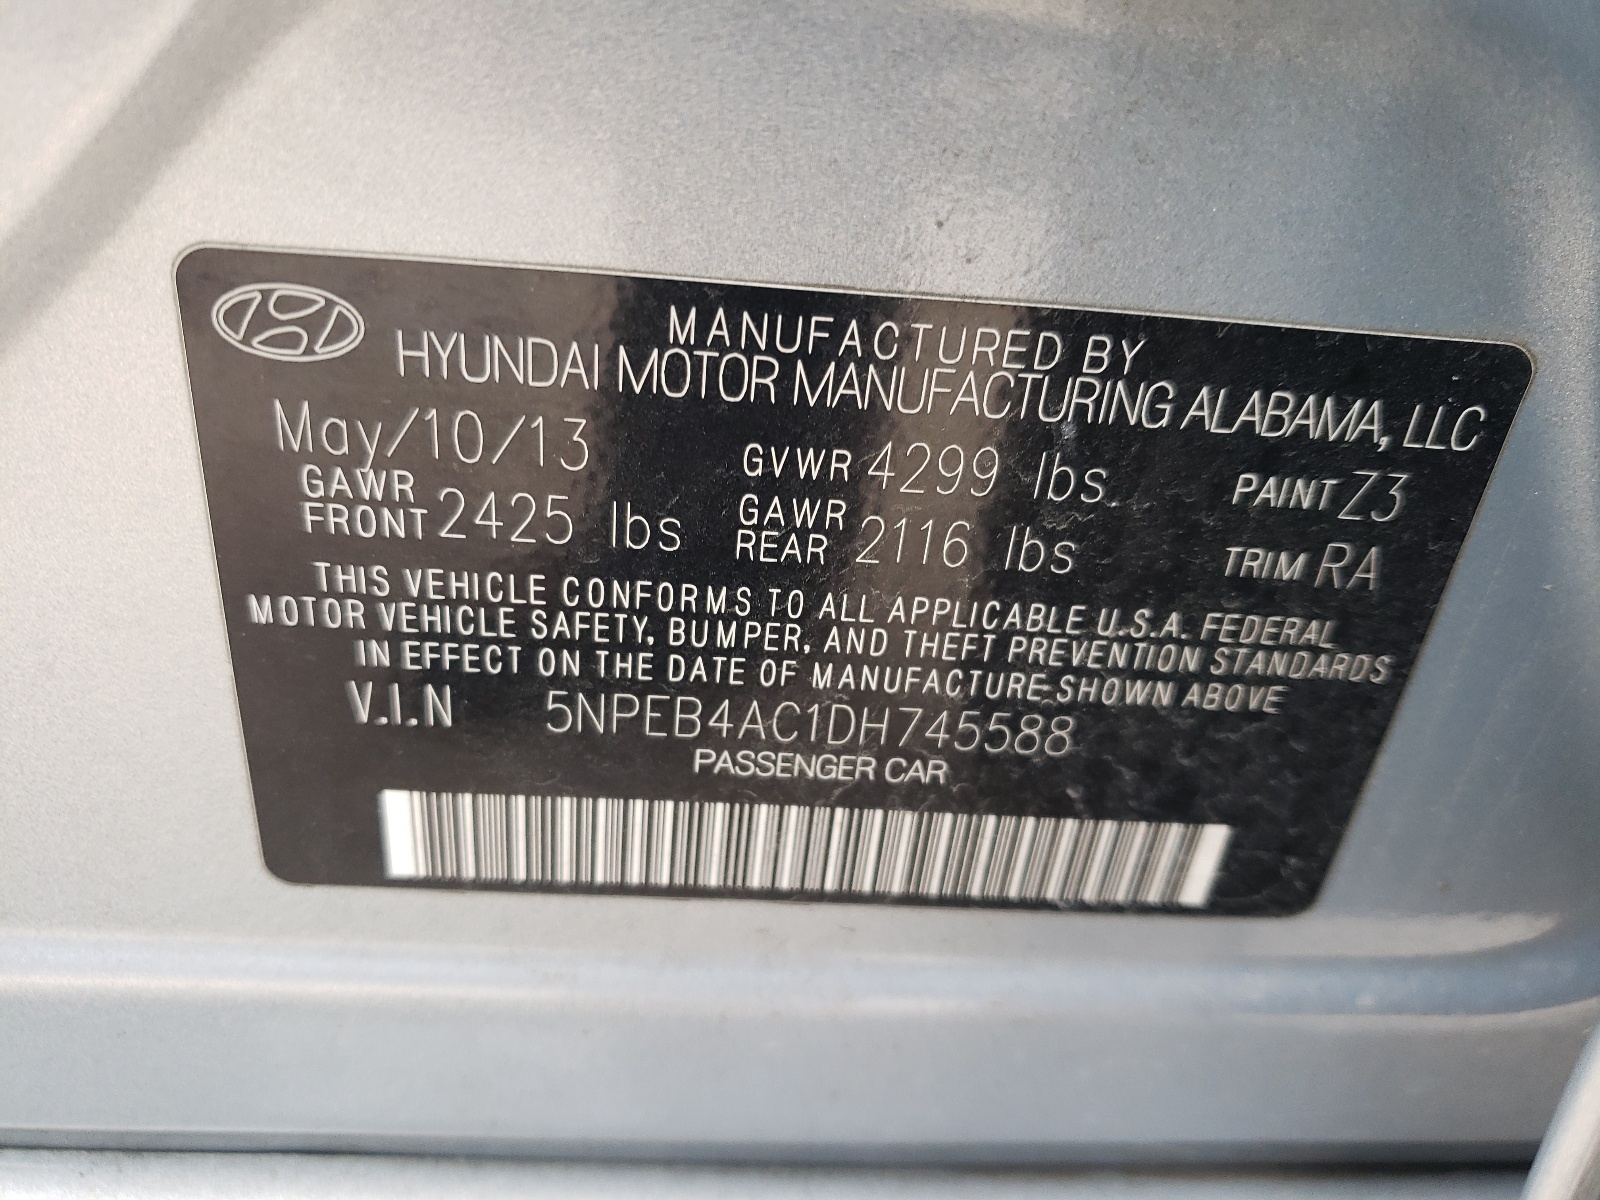 MANUFACTURED BY
HYUNDAI MOTOR MANUFACTURING ALABAMA, LLC
May/10/13 GVWR 4299 lbs PAINT Z3
GAWR FRONT 2425 lbs GAWR REAR 2116 lbs TRIM RA
THIS VEHICLE CONFORMS TO ALL APPLICABLE U.S.A. FEDERAL
MOTOR VEHICLE SAFETY, BUMPER, AND THEFT PREVENTION STANDARDS
IN EFFECT ON THE DATE OF MANUFACTURE SHOWN ABOVE
V.I.N 5NPEB4AC1DH745588
PASSENGER CAR